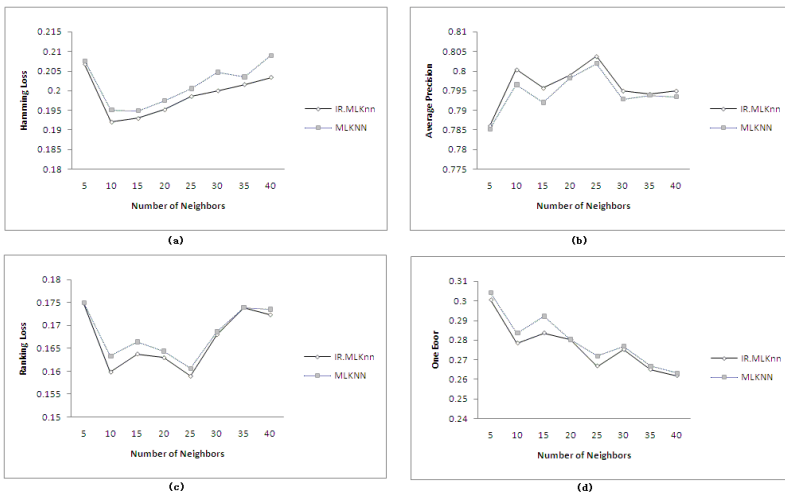 0.215
0.21
0.205
0.2
0.195
0.19
0.185
0.18
Hamming Loss
5 10 15 20 25 30 35 40
Number of Neighbors
IR.MLKnn
MLKNN
(a)
0.81
0.805
0.8
0.795
0.79
0.785
0.78
0.775
Average Precision
5 10 15 20 25 30 35 40
Number of Neighbors
IR.MLKnn
MLKNN
(b)
0.18
0.175
0.17
0.165
0.16
0.155
0.15
Ranking Loss
5 10 15 20 25 30 35 40
Number of Neighbors
IR.MLKnn
MLKNN
(c)
0.31
0.3
0.29
0.28
0.27
0.26
0.25
0.24
One Eoor
5 10 15 20 25 30 35 40
Number of Neighbors
IR.MLKnn
MLKNN
(d)